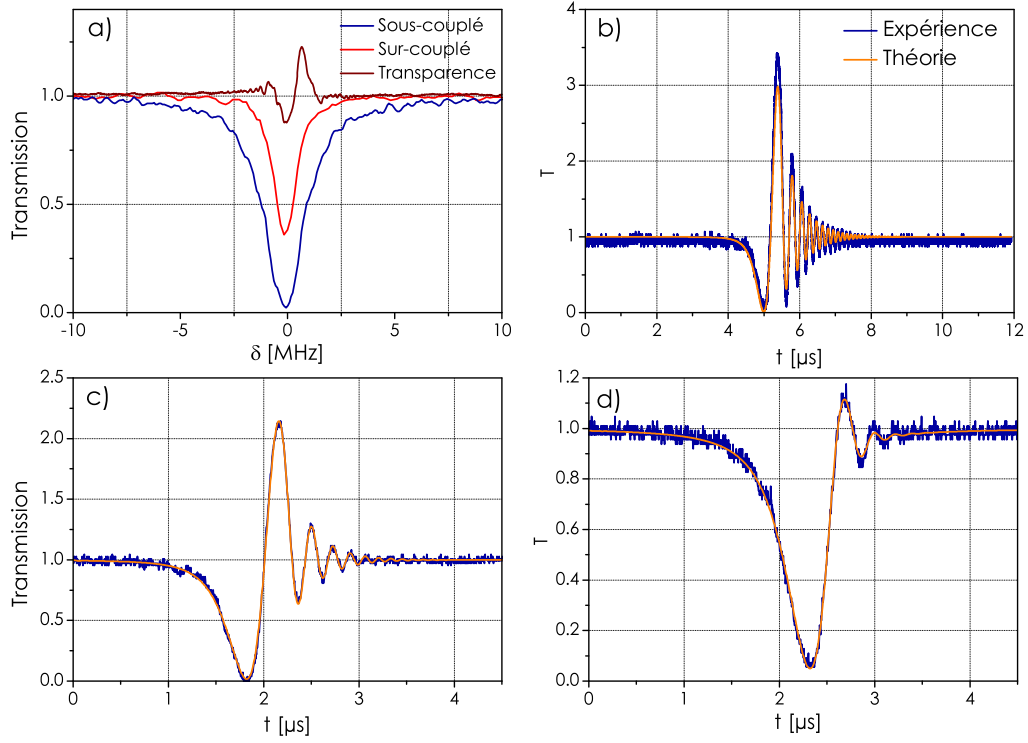 a)
Sous-couplé
Sur-couplé
Transparence
Transmission
1.0
0.5
0.0
-10 -5 0 5 10
δ [MHz]
b)
Expérience
Théorie
T
4
3
2
1
0
0 2 4 6 8 10 12
t [µs]
c)
Transmission
2.5
2.0
1.5
1.0
0.5
0.0
0 1 2 3 4
t [µs]
d)
T
1.2
1.0
0.8
0.6
0.4
0.2
0.0
0 1 2 3 4
t [µs]